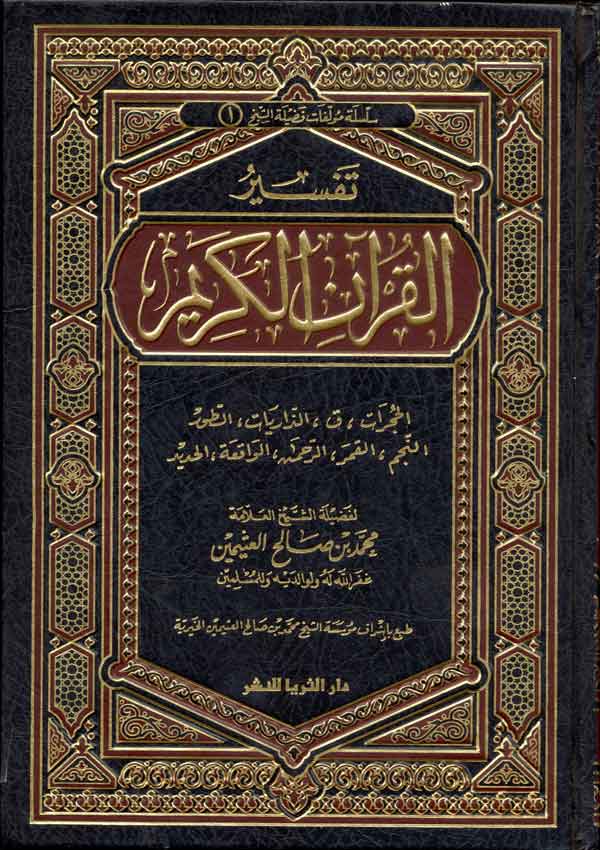 سلسلة مؤلفات فضيلة الشيخ (١)
تفسير
القرآن الكريم
الحجرات، ق، الذاريات، الطور
النجم، القمر، الرحمن، الواقعة، الحديد
لفضيلة الشيخ العلامة
محمد بن صالح العثيمين
غفر الله له ولوالديه وللمسلمين
طبع بإشراف مؤسسة الشيخ محمد بن صالح العثيمين الخيرية
دار الثريا للنشر